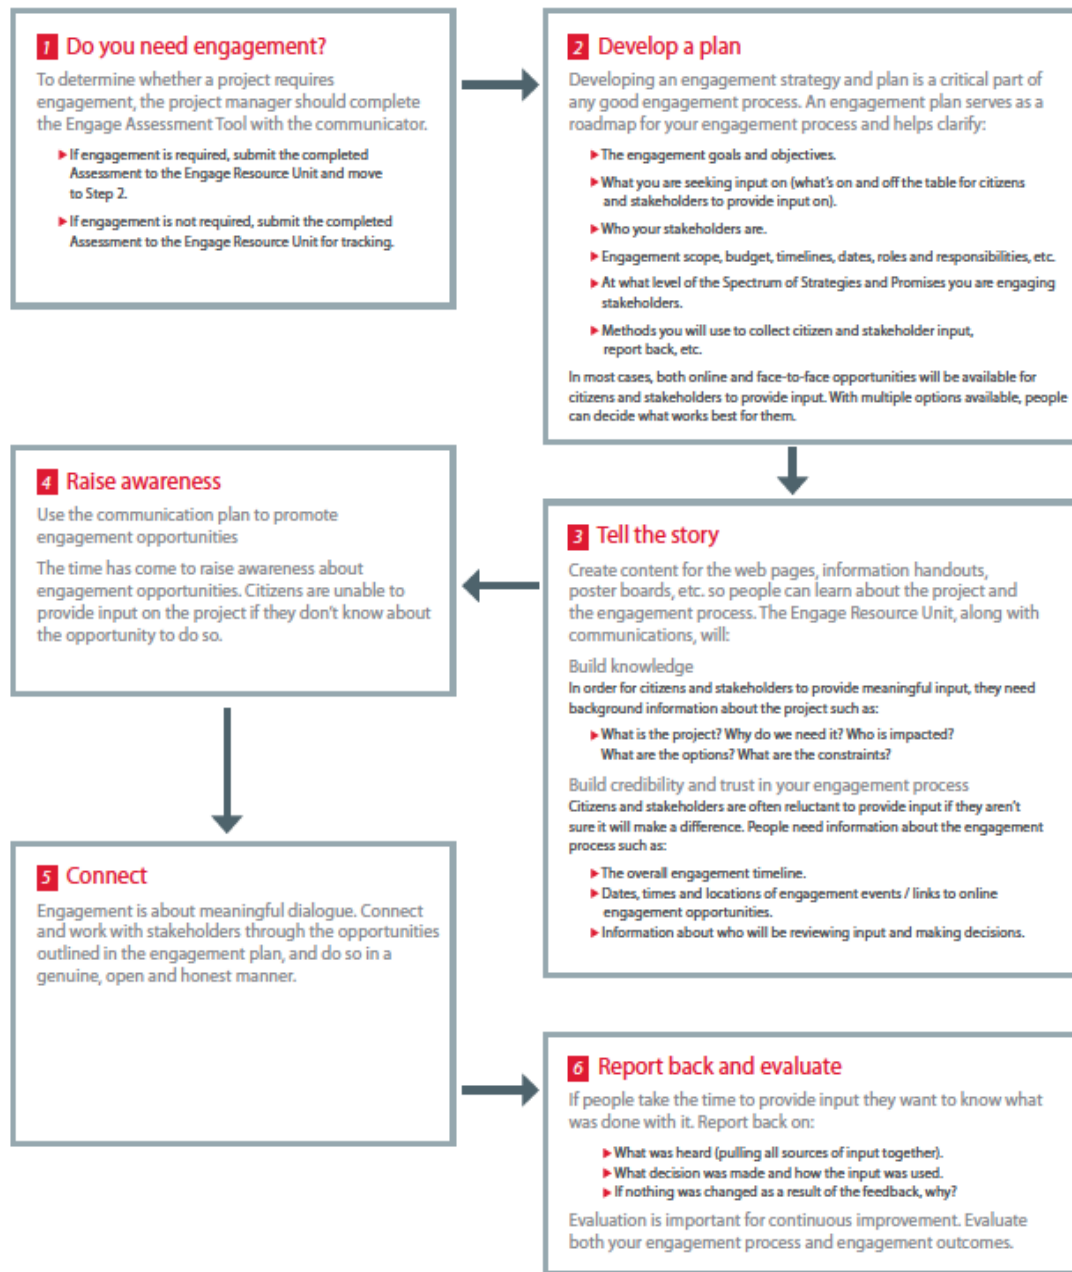 1 Do you need engagement?
To determine whether a project requires
engagement, the project manager should complete
the Engage Assessment Tool with the communicator.
▶ If engagement is required, submit the completed
Assessment to the Engage Resource Unit and move
to Step 2.
▶ If engagement is not required, submit the completed
Assessment to the Engage Resource Unit for tracking.
2 Develop a plan
Developing an engagement strategy and plan is a critical part of
any good engagement process. An engagement plan serves as a
roadmap for your engagement process and helps clarify:
▶ The engagement goals and objectives.
▶ What you are seeking input on (what's on and off the table for citizens
and stakeholders to provide input on).
▶ Who your stakeholders are.
▶ Engagement scope, budget, timelines, dates, roles and responsibilities, etc.
▶ At what level of the Spectrum of Strategies and Promises you are engaging
stakeholders.
▶ Methods you will use to collect citizen and stakeholder input,
report back, etc.
In most cases, both online and face-to-face opportunities will be available for
citizens and stakeholders to provide input. With multiple options available, people
can decide what works best for them.
3 Tell the story
Create content for the web pages, information handouts,
poster boards, etc. so people can learn about the project and
the engagement process. The Engage Resource Unit, along with
communications, will:
Build knowledge
In order for citizens and stakeholders to provide meaningful input, they need
background information about the project such as:
▶ What is the project? Why do we need it? Who is impacted?
What are the options? What are the constraints?
Build credibility and trust in your engagement process
Citizens and stakeholders are often reluctant to provide input if they aren't
sure it will make a difference. People need information about the engagement
process such as:
▶ The overall engagement timeline.
▶ Dates, times and locations of engagement events / links to online
engagement opportunities.
▶ Information about who will be reviewing input and making decisions.
4 Raise awareness
Use the communication plan to promote
engagement opportunities
The time has come to raise awareness about
engagement opportunities. Citizens are unable to
provide input on the project if they don't know about
the opportunity to do so.
5 Connect
Engagement is about meaningful dialogue. Connect
and work with stakeholders through the opportunities
outlined in the engagement plan, and do so in a
genuine, open and honest manner.
6 Report back and evaluate
If people take the time to provide input they want to know what
was done with it. Report back on:
▶ What was heard (pulling all sources of input together).
▶ What decision was made and how the input was used.
▶ If nothing was changed as a result of the feedback, why?
Evaluation is important for continuous improvement. Evaluate
both your engagement process and engagement outcomes.